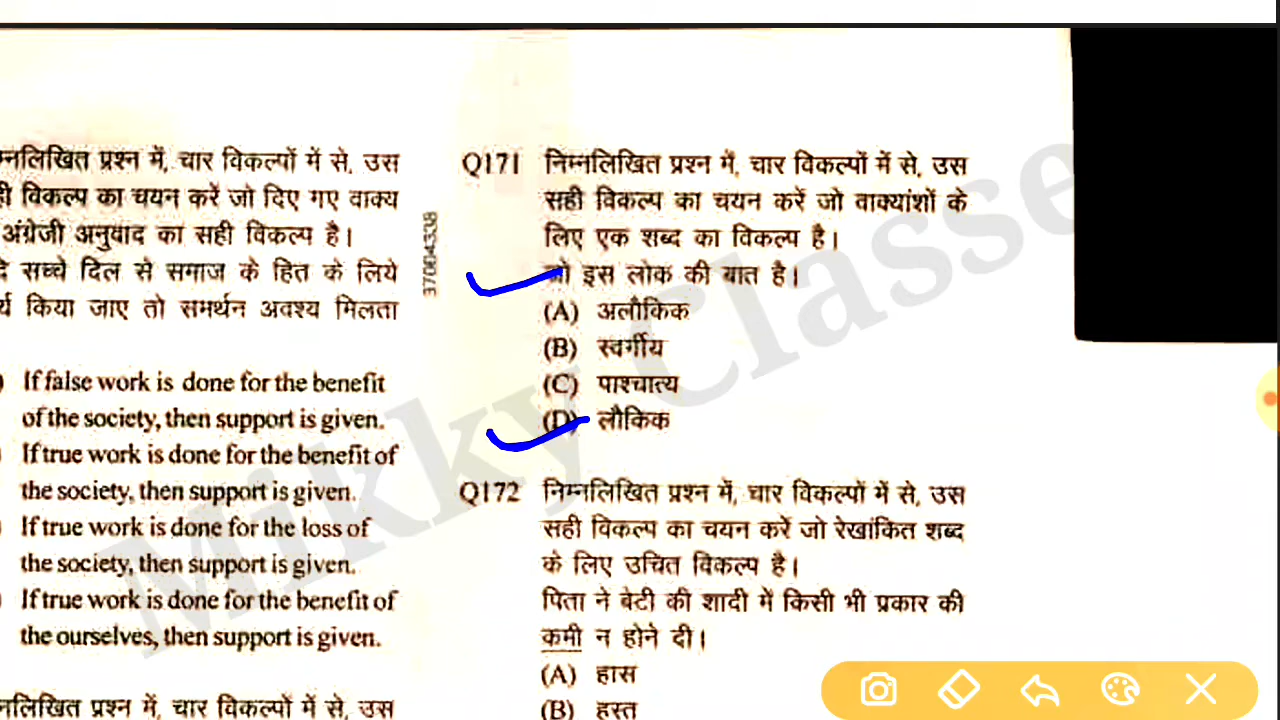 निम्नलिखित प्रश्न में, चार विकल्पों में से, उस
विकल्प का चयन करें जो दिए गए वाक्य
अंग्रेजी अनुवाद का सही विकल्प है।
सच्चे दिल से समाज के हित के लिये
किया जाए तो समर्थन अवश्य मिलता
If false work is done for the benefit
of the society, then support is given.
If true work is done for the benefit of
the society, then support is given.
If true work is done for the loss of
the society, then support is given.
If true work is done for the benefit of
the ourselves, then support is given.
चार विकल्पों में से, उस
37004338
Q171 निम्नलिखित प्रश्न में, चार विकल्पों में से, उस
सही विकल्प का चयन करें जो वाक्यांशों के
लिए एक शब्द का विकल्प है।
जो इस लोक की बात है।
(A) अलौकिक
(B) स्वर्गीय
(C) पाश्चात्य
(D) लौकिक
Q172 निम्नलिखित प्रश्न में, चार विकल्पों में से, उस
सही विकल्प का चयन करें जो रेखांकित शब्द
के लिए उचित विकल्प है।
पिता ने बेटी की शादी में किसी भी प्रकार की
कमी न होने दी।
(A) हास
(B) हस्त
Mikky Classe